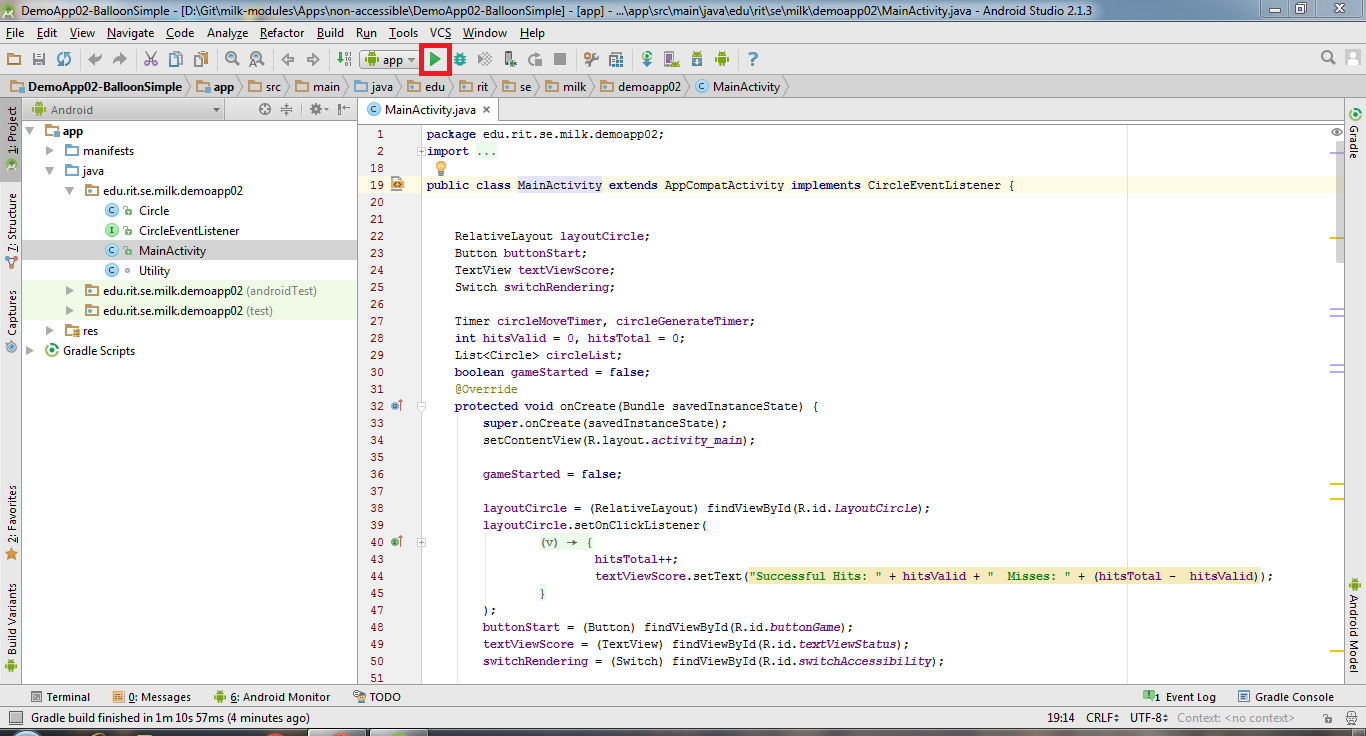 DemoApp02-BalloonSimple - [D:\Git\milk-modules\Apps\non-accessible\DemoApp02-BalloonSimple] - [app] - ...\app\src\main\java\edu\rit\se\milk\demoapp02\MainActivity.java - Android Studio 2.1.3
File Edit View Navigate Code Analyze Refactor Build Run Tools VCS Window Help
app
DemoApp02-BalloonSimple app src main java edu rit se milk demoapp02 MainActivity
1: Project
7: Structure
Captures
2: Favorites
Build Variants
Android
app
manifests
java
edu.rit.se.milk.demoapp02
Circle
CircleEventListener
MainActivity
Utility
edu.rit.se.milk.demoapp02 (androidTest)
edu.rit.se.milk.demoapp02 (test)
res
Gradle Scripts
MainActivity.java
1 package edu.rit.se.milk.demoapp02;
2 import ...
18
19 public class MainActivity extends AppCompatActivity implements CircleEventListener {
20
21
22 RelativeLayout layoutCircle;
23 Button buttonStart;
24 TextView textViewScore;
25 Switch switchRendering;
26
27 Timer circleMoveTimer, circleGenerateTimer;
28 int hitsValid = 0, hitsTotal = 0;
29 List<Circle> circleList;
30 boolean gameStarted = false;
31 @Override
32 protected void onCreate(Bundle savedInstanceState) {
33 super.onCreate(savedInstanceState);
34 setContentView(R.layout.activity_main);
35
36 gameStarted = false;
37
38 layoutCircle = (RelativeLayout) findViewById(R.id.layoutCircle);
39 layoutCircle.setOnClickListener(
40 (v) → {
43 hitsTotal++;
44 textViewScore.setText("Successful Hits: " + hitsValid + "  Misses: " + (hitsTotal -  hitsValid));
45 }
47 );
48 buttonStart = (Button) findViewById(R.id.buttonGame);
49 textViewScore = (TextView) findViewById(R.id.textViewStatus);
50 switchRendering = (Switch) findViewById(R.id.switchAccessibility);
51
Gradle
Android Model
Terminal 0: Messages 6: Android Monitor TODO 1 Event Log Gradle Console
Gradle build finished in 1m 10s 57ms (4 minutes ago) 19:14 CRLF UTF-8 Context: <no context>